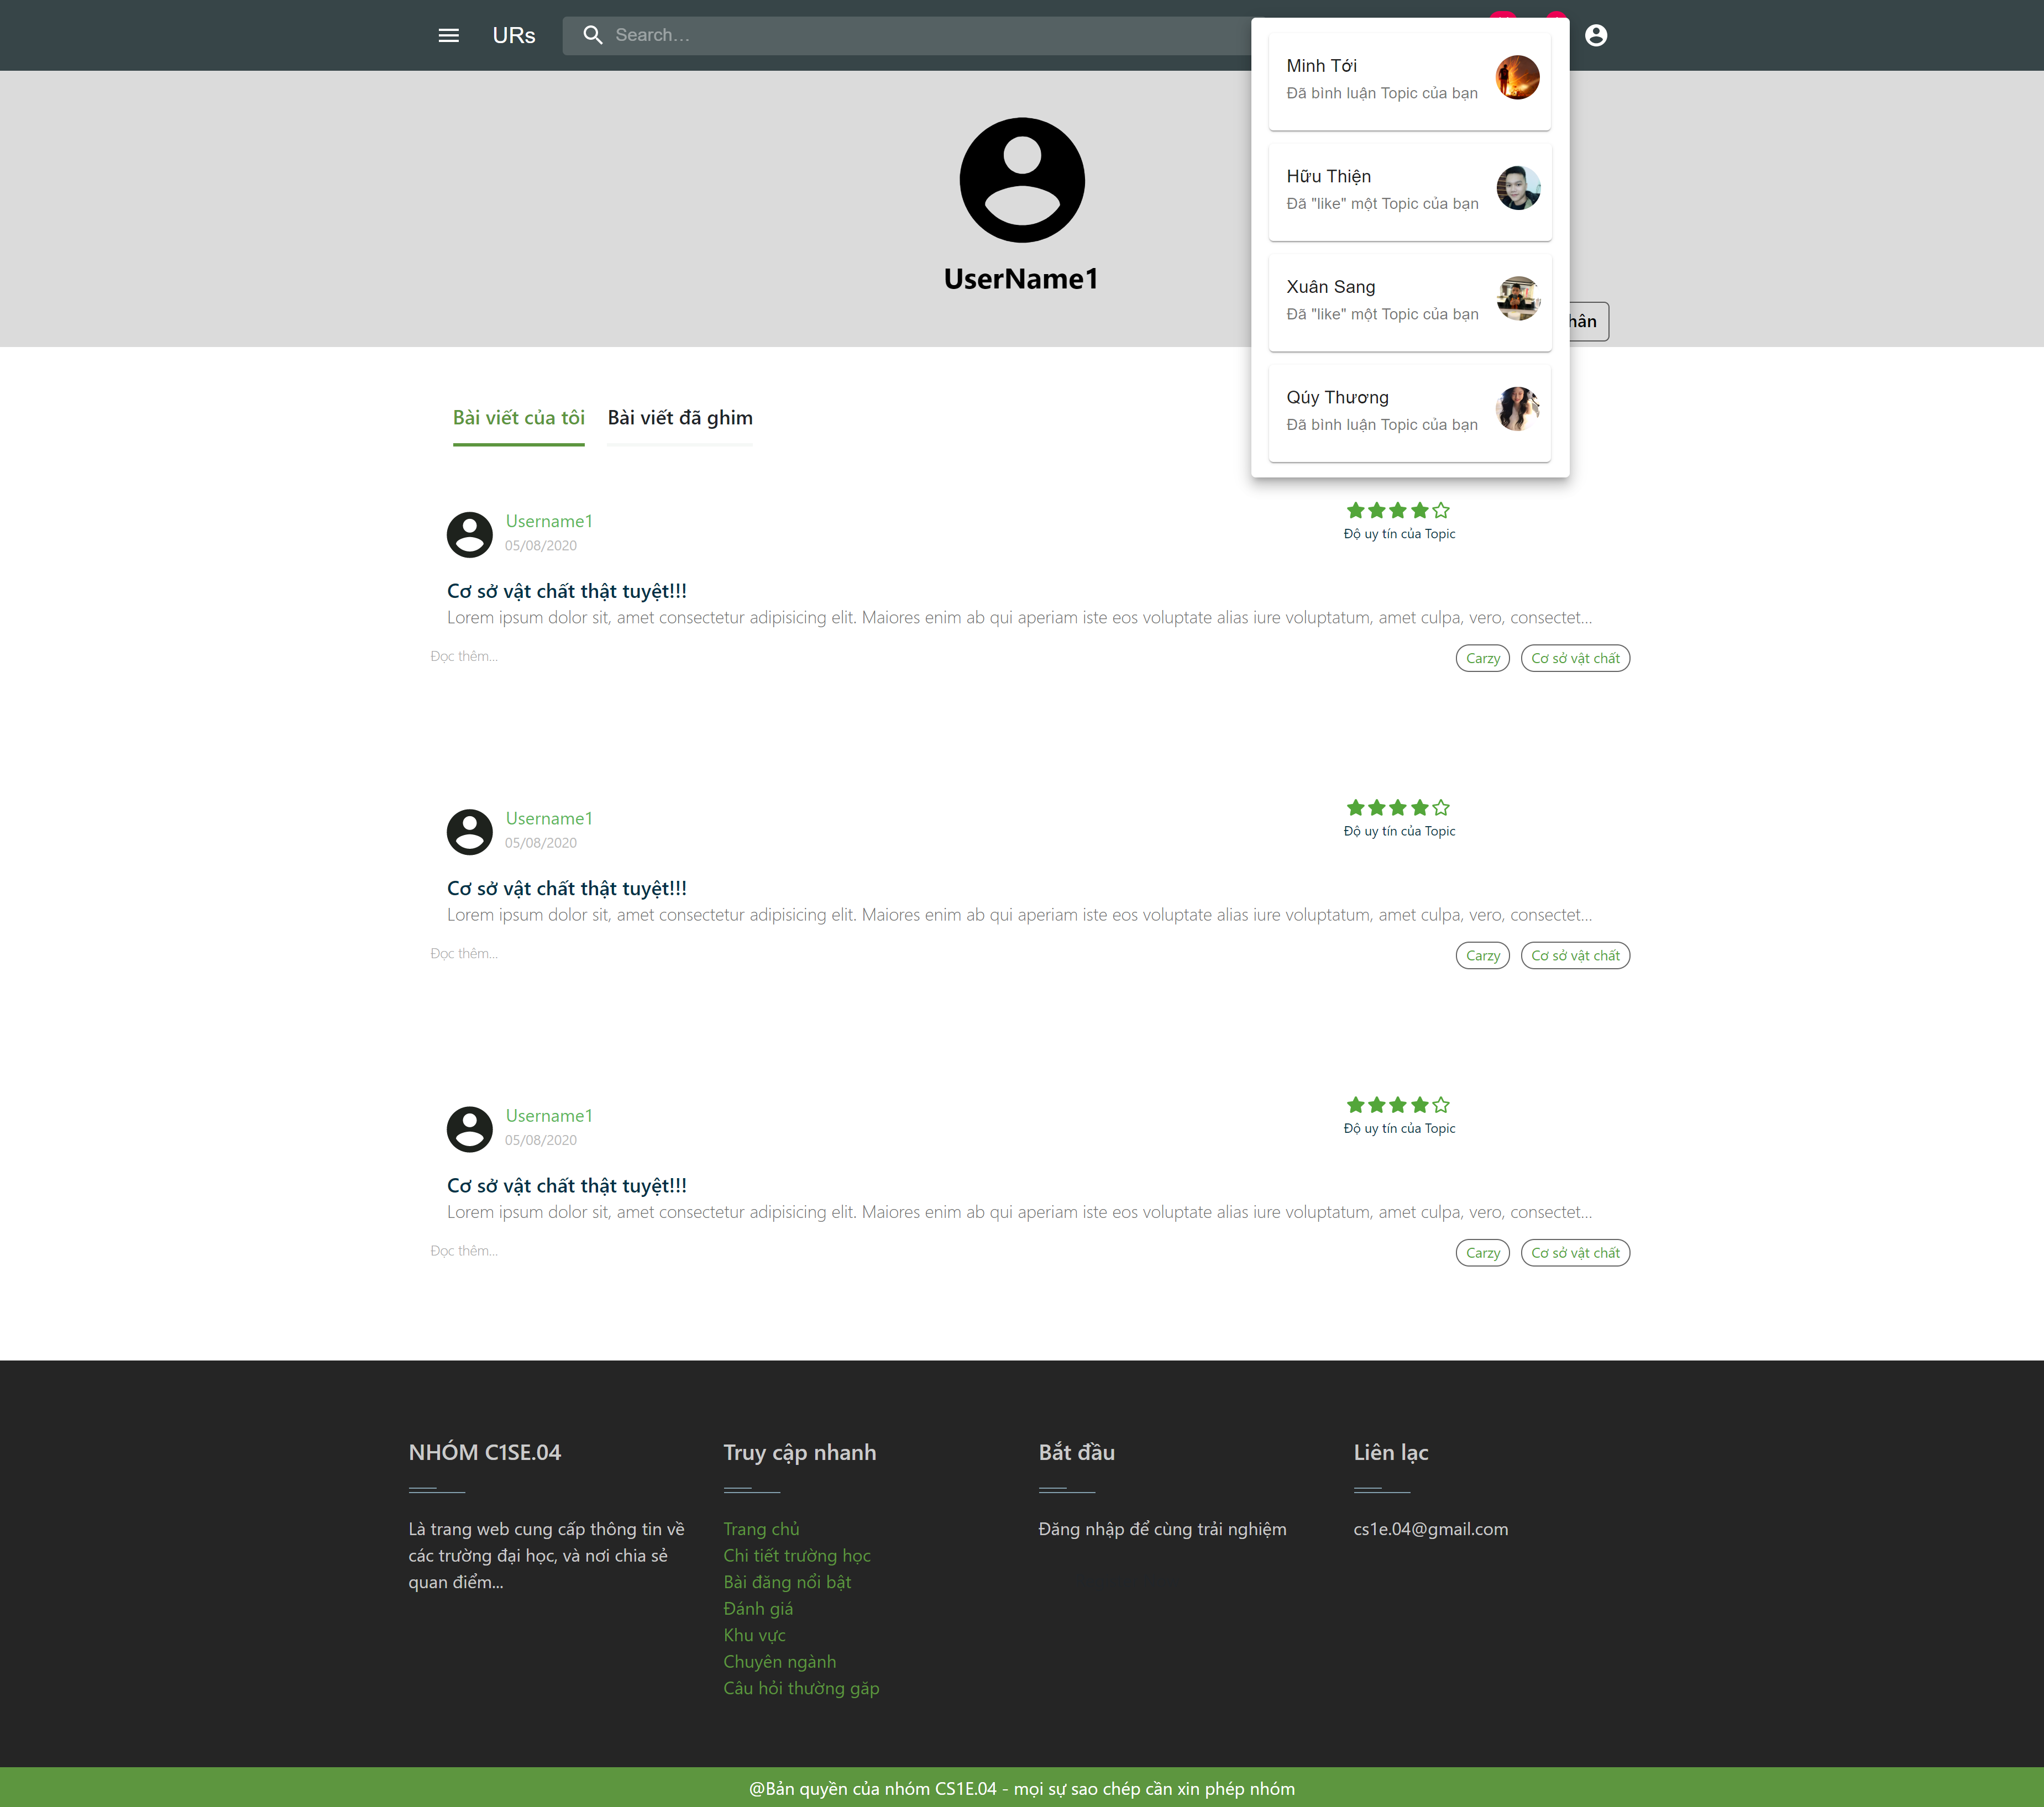 URs
Search…
Minh Tới
Đã bình luận Topic của bạn
Hữu Thiện
Đã "like" một Topic của bạn
Xuân Sang
Đã "like" một Topic của bạn
Qúy Thương
Đã bình luận Topic của bạn
UserName1
Bài viết của tôi
Bài viết đã ghim
Username1
05/08/2020
Độ uy tín của Topic
Cơ sở vật chất thật tuyệt!!!
Lorem ipsum dolor sit, amet consectetur adipisicing elit. Maiores enim ab qui aperiam iste eos voluptate alias iure voluptatum, amet culpa, vero, consectet...
Đọc thêm...
Carzy
Cơ sở vật chất
Username1
05/08/2020
Độ uy tín của Topic
Cơ sở vật chất thật tuyệt!!!
Lorem ipsum dolor sit, amet consectetur adipisicing elit. Maiores enim ab qui aperiam iste eos voluptate alias iure voluptatum, amet culpa, vero, consectet...
Đọc thêm...
Carzy
Cơ sở vật chất
Username1
05/08/2020
Độ uy tín của Topic
Cơ sở vật chất thật tuyệt!!!
Lorem ipsum dolor sit, amet consectetur adipisicing elit. Maiores enim ab qui aperiam iste eos voluptate alias iure voluptatum, amet culpa, vero, consectet...
Đọc thêm...
Carzy
Cơ sở vật chất
NHÓM C1SE.04
Là trang web cung cấp thông tin về
các trường đại học, và nơi chia sẻ
quan điểm...
Truy cập nhanh
Trang chủ
Chi tiết trường học
Bài đăng nổi bật
Đánh giá
Khu vực
Chuyên ngành
Câu hỏi thường gặp
Bắt đầu
Đăng nhập để cùng trải nghiệm
Liên lạc
cs1e.04@gmail.com
@Bản quyền của nhóm CS1E.04 - mọi sự sao chép cần xin phép nhóm